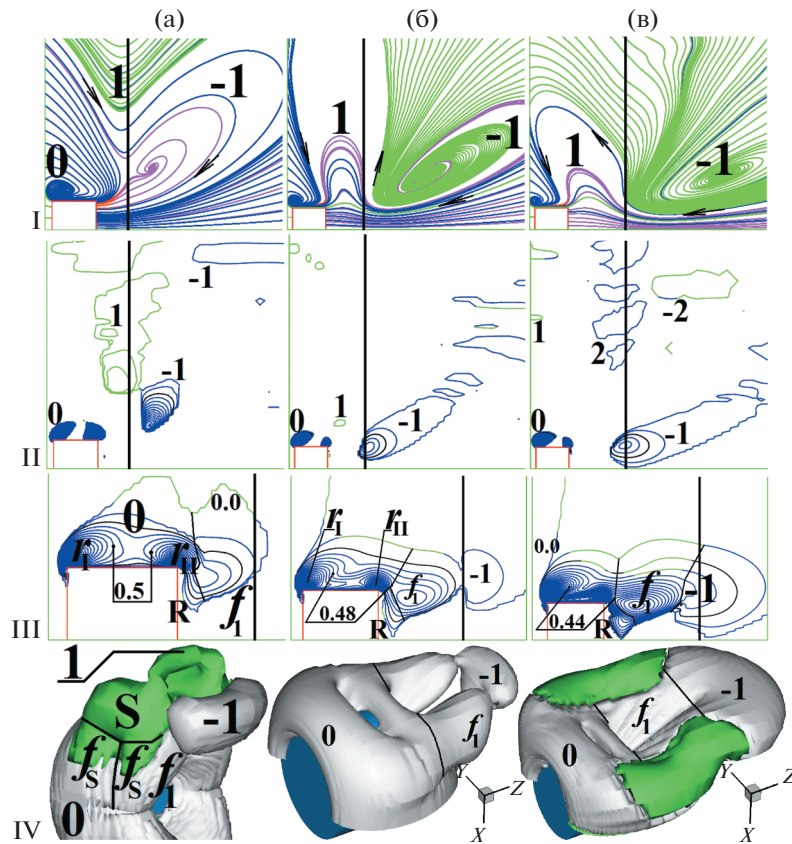 (а) (б) (в)
1 -1 1 -1 1 -1
0
I
-1
1 -1 1 -1 1 2 -2 -1
0 0 0
II
0.0
0 r_I r_II 0.5 R f_1
r_I r_II f_1 -1 0.48 R
0.0 f_1 -1 0.44 R
III
1 S -1 f_S f_S f_1 0
-1 0 f_1 Y Z X
0 f_1 -1 Y Z X
IV